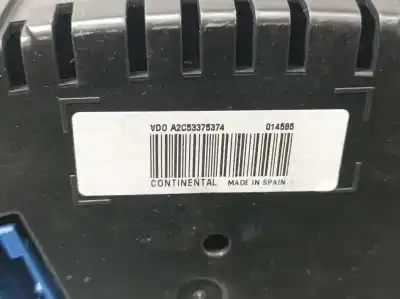 VDO A2C53375374 014585
CONTINENTAL MADE IN SPAIN